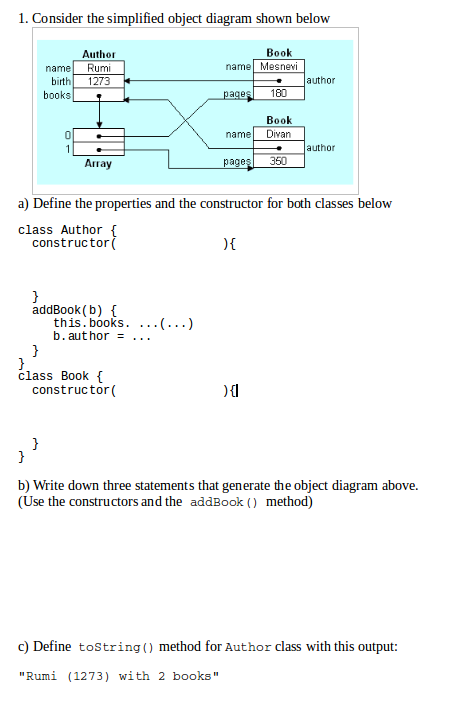 1. Consider the simplified object diagram shown below
Author Book
name Rumi name Mesnevi
birth 1273 author
books pages 180
Book
0 name Divan
1 author
Array pages 350
a) Define the properties and the constructor for both classes below
class Author {
constructor( ){
}
addBook(b) {
this.books. ...(...)
b.author = ...
}
}
class Book {
constructor( ){
}
}
b) Write down three statements that generate the object diagram above.
(Use the constructors and the addBook() method)
c) Define toString() method for Author class with this output:
"Rumi (1273) with 2 books"